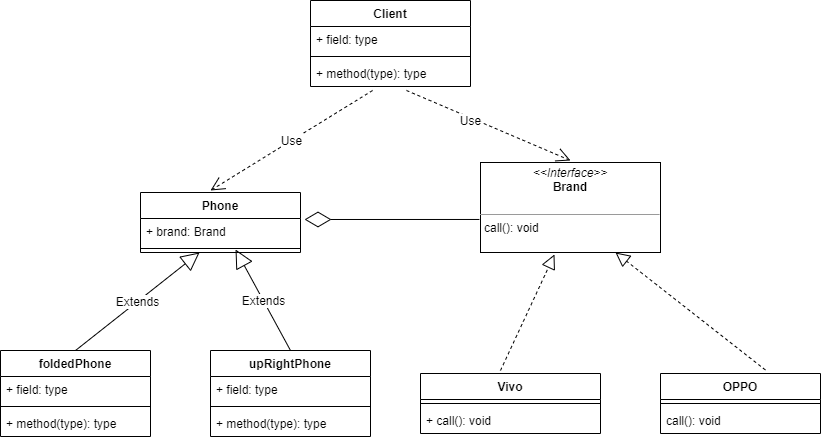 Client
+ field: type
+ method(type): type
Use
Use
<<Interface>>
Brand
call(): void
Phone
+ brand: Brand
Extends
Extends
foldedPhone
+ field: type
+ method(type): type
upRightPhone
+ field: type
+ method(type): type
Vivo
+ call(): void
OPPO
call(): void